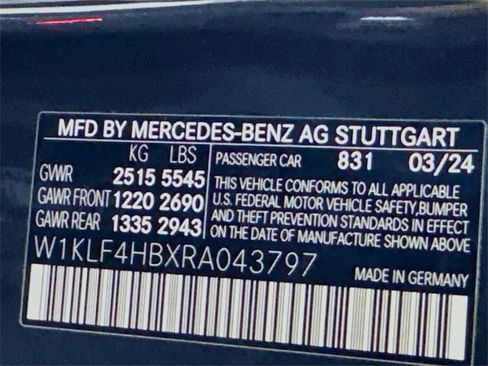 MFD BY MERCEDES-BENZ AG STUTTGART
KG LBS
GVWR 2515 5545
GAWR FRONT 1220 2690
GAWR REAR 1335 2943
PASSENGER CAR 831 03/24
THIS VEHICLE CONFORMS TO ALL APPLICABLE
U.S. FEDERAL MOTOR VEHICLE SAFETY,BUMPER
AND THEFT PREVENTION STANDARDS IN EFFECT
ON THE DATE OF MANUFACTURE SHOWN ABOVE
W1KLF4HBXRA043797
MADE IN GERMANY